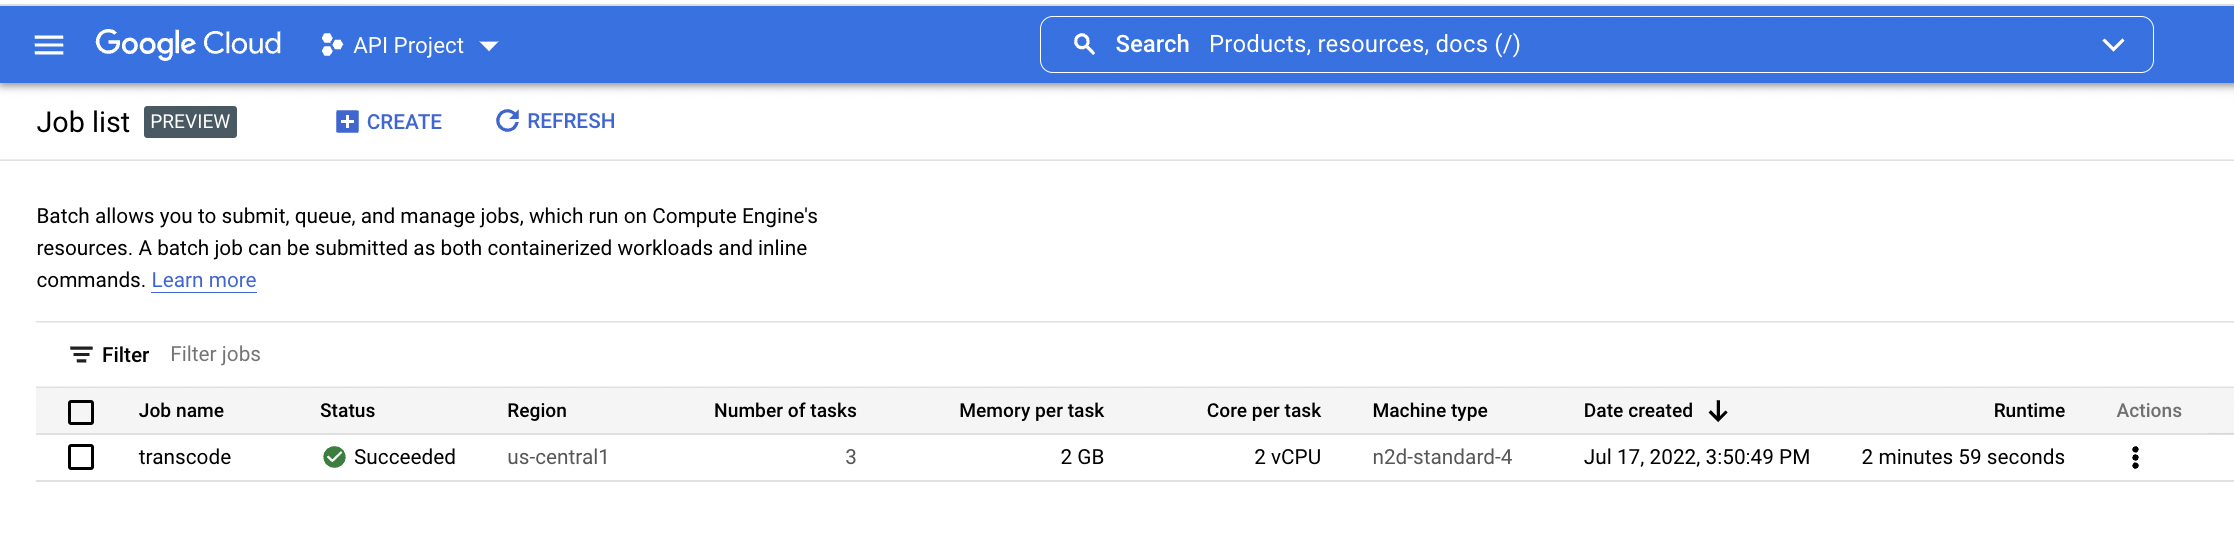 Google Cloud API Project Search Products, resources, docs (/)
Job list PREVIEW CREATE REFRESH
Batch allows you to submit, queue, and manage jobs, which run on Compute Engine's
resources. A batch job can be submitted as both containerized workloads and inline
commands. Learn more
Filter Filter jobs
Job name Status Region Number of tasks Memory per task Core per task Machine type Date created Runtime Actions
transcode Succeeded us-central1 3 2 GB 2 vCPU n2d-standard-4 Jul 17, 2022, 3:50:49 PM 2 minutes 59 seconds